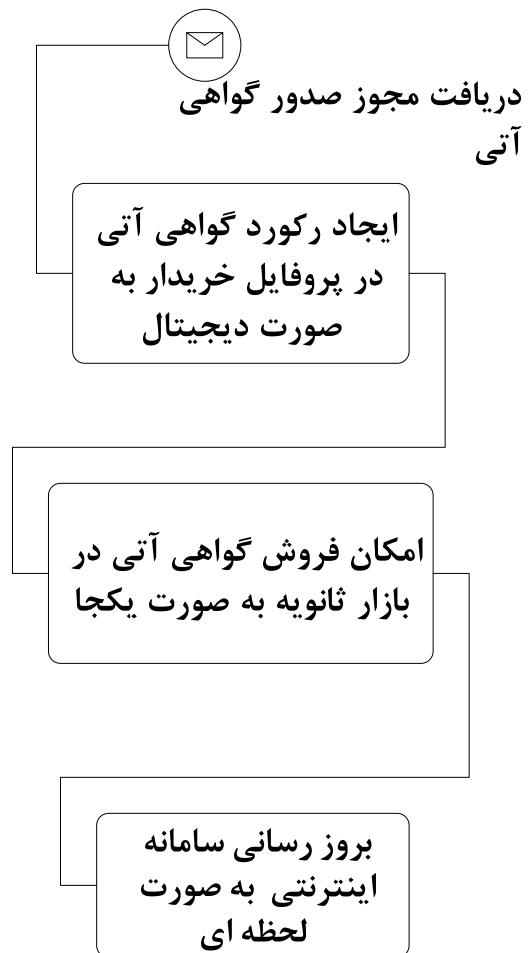 دریافت مجوز صدور گواهی
آتی
ایجاد رکورد گواهی آتی
در پروفایل خریدار به
صورت دیجیتال
امکان فروش گواهی آتی در
بازار ثانویه به صورت یکجا
بروز رسانی سامانه
اینترنتی به صورت
لحظه ای